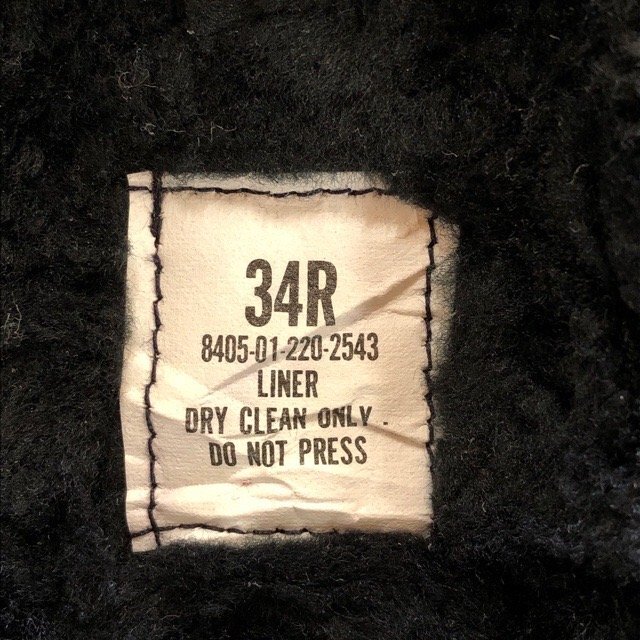 34R
8405-01-220-2543
LINER
DRY CLEAN ONLY.
DO NOT PRESS